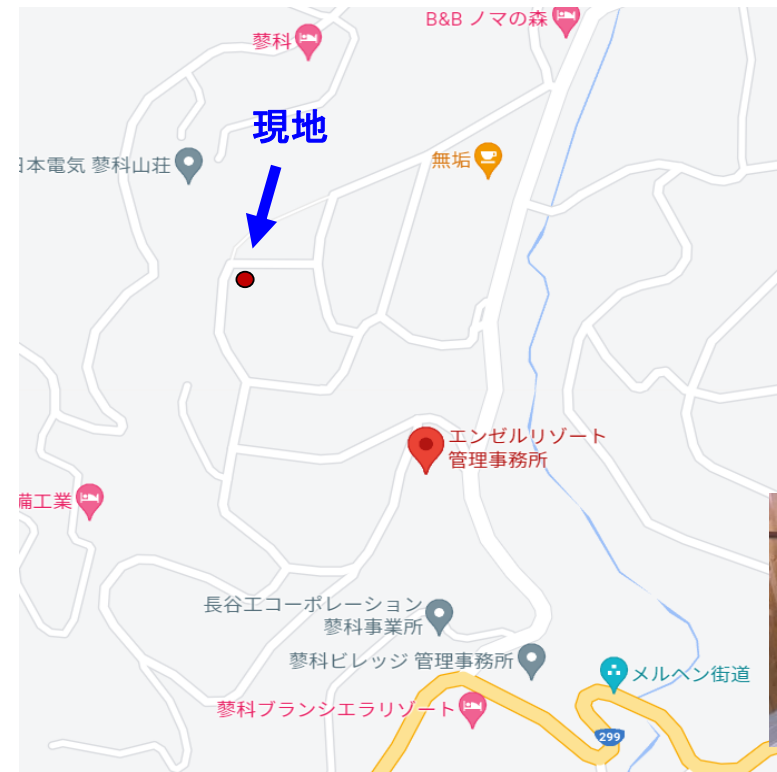 B&B ノマの森
蓼科
現地
無垢
日本電気 蓼科山荘
エンゼルリゾート
管理事務所
備工業
長谷工コーポレーション
蓼科事業所
蓼科ビレッジ 管理事務所
メルヘン街道
蓼科ブランシエラリゾート
299